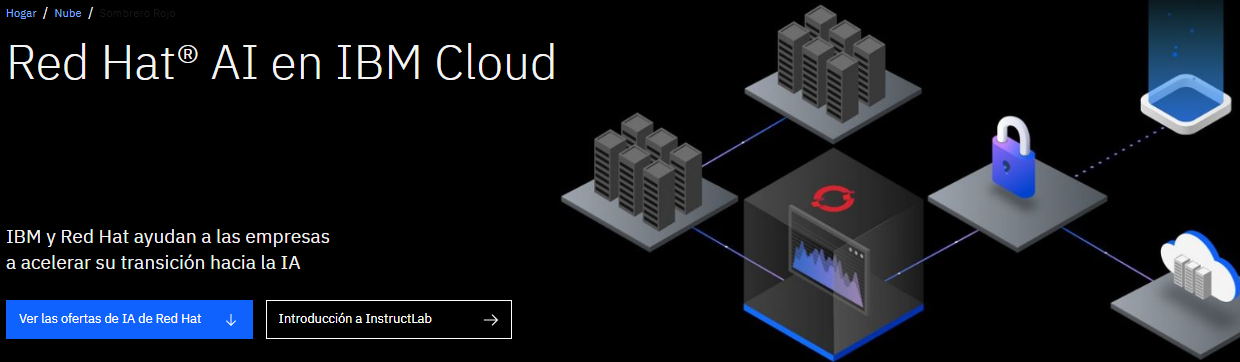 Hogar / Nube / Sombrero Rojo
Red Hat® AI en IBM Cloud
IBM y Red Hat ayudan a las empresas
a acelerar su transición hacia la IA
Ver las ofertas de IA de Red Hat ↓
Introducción a InstructLab →